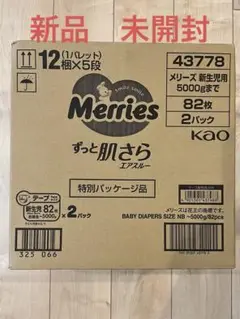 新品　未開封
(1パレット)
12梱×5段
smile smile
Merries
ずっと肌さら
エアスルー
特別パッケージ品
43778
メリーズ 新生児用
5000gまで
82枚
2パック
KAO
テープ
新生児 82枚
×2パック
BABY DIAPERS SIZE NB ~5000g/82pcs
325 066